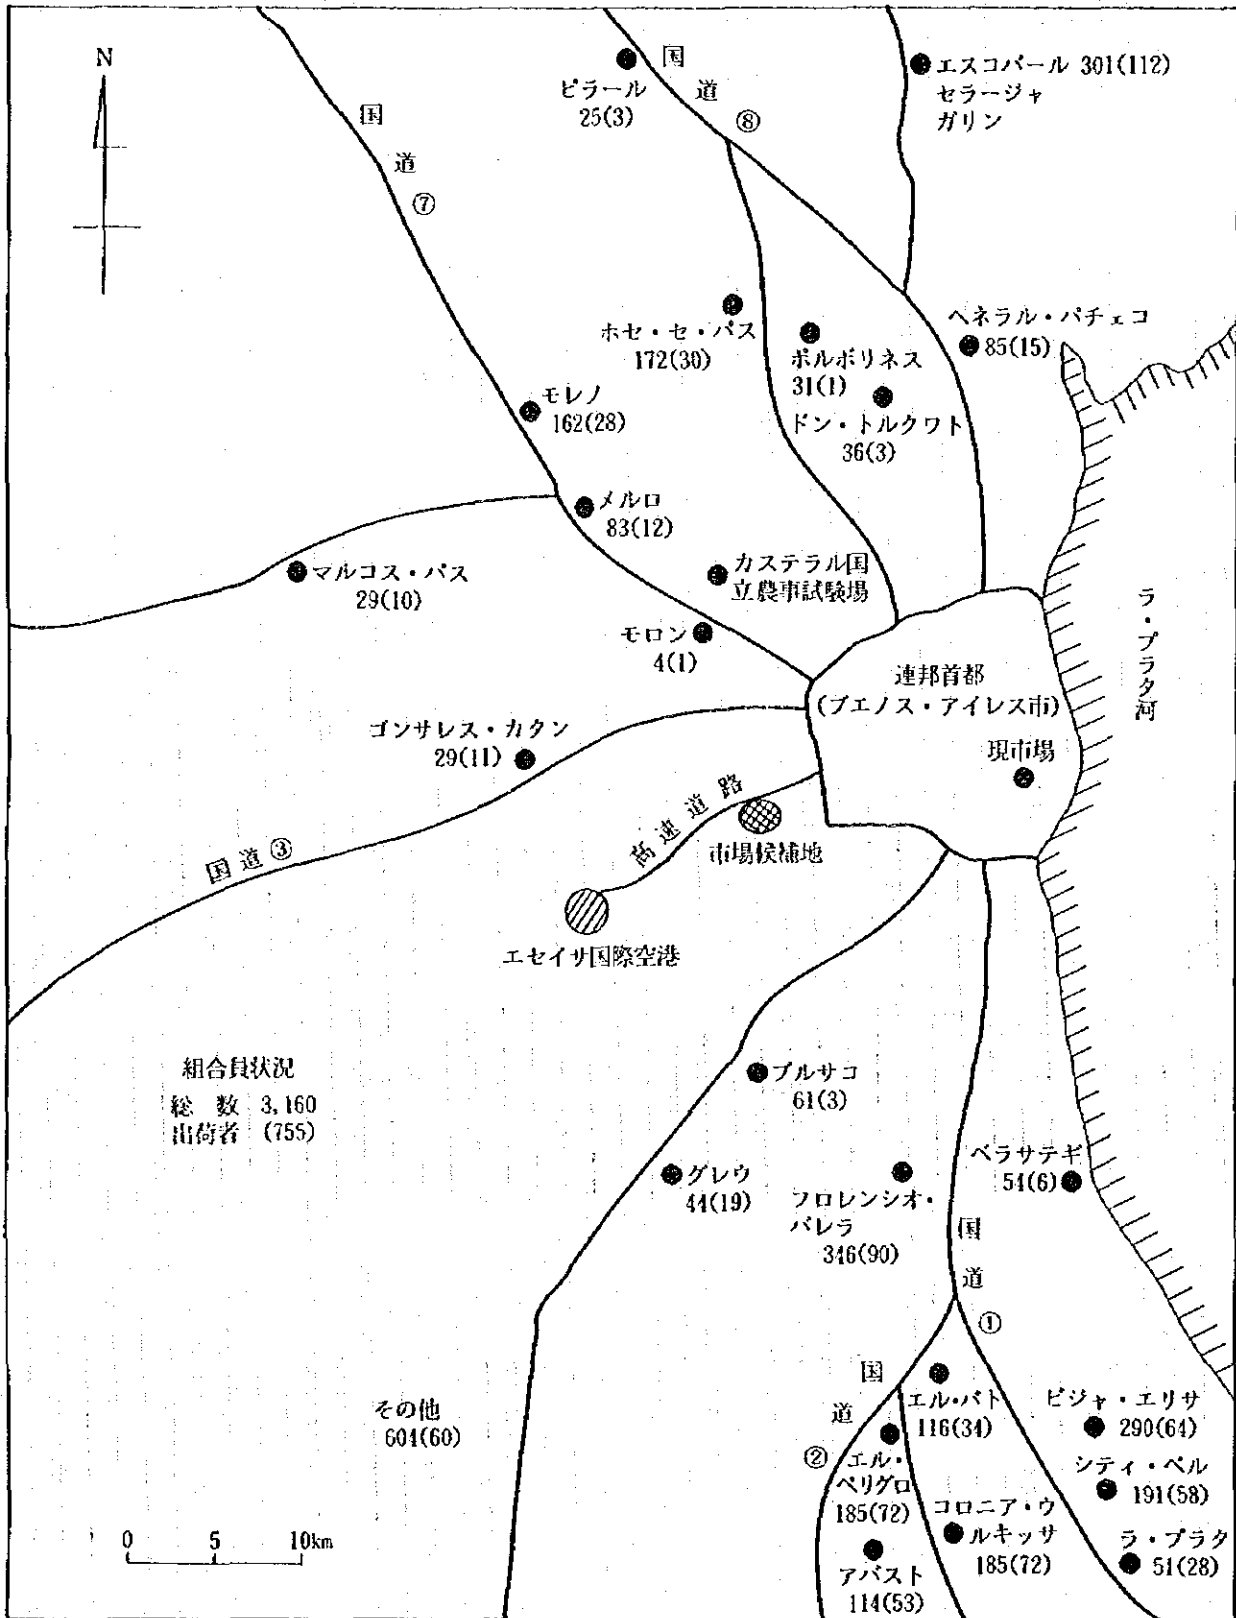 N
国道⑦
ピラール
25(3)
国道⑧
エスコバール 301(112)
セラージャ
ガリン
ホセ・セ・パス
172(30)
ポルボリネス
31(1)
ヘネラル・パチェコ
85(15)
ドン・トルクワト
36(3)
モレノ
162(28)
メルロ
83(12)
マルコス・パス
29(10)
カステラル国
立農事試験場
モロン
4(1)
ラ・プラタ河
連邦首都
(ブエノス・アイレス市)
現市場
ゴンサレス・カタン
29(11)
国道③
高速道路
市場候補地
エセイサ国際空港
組合員状況
総数 3,160
出荷者 (755)
ブルサコ
61(3)
グレウ
44(19)
フロレンシオ・
バレラ
346(90)
ベラサテギ
54(6)
国道①
国道②
エル・パト
116(34)
エル・
ペリグロ
185(72)
アバスト
114(53)
コロニア・ウ
ルキッサ
185(72)
ビジャ・エリサ
290(64)
シティ・ベル
191(58)
ラ・プラタ
51(28)
その他
604(60)
0 5 10km